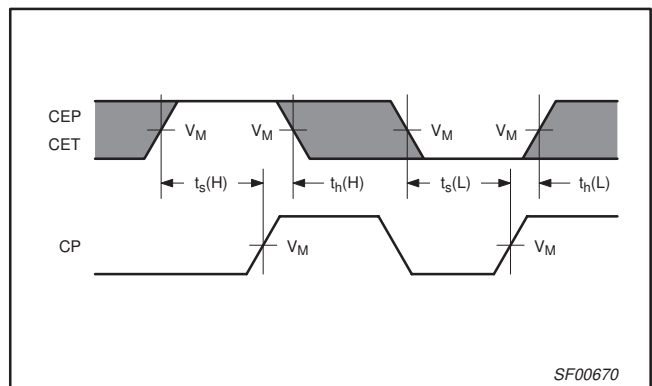 CEP
CET
V_M V_M V_M V_M
t_s(H) t_h(H) t_s(L) t_h(L)
CP
V_M V_M
SF00670